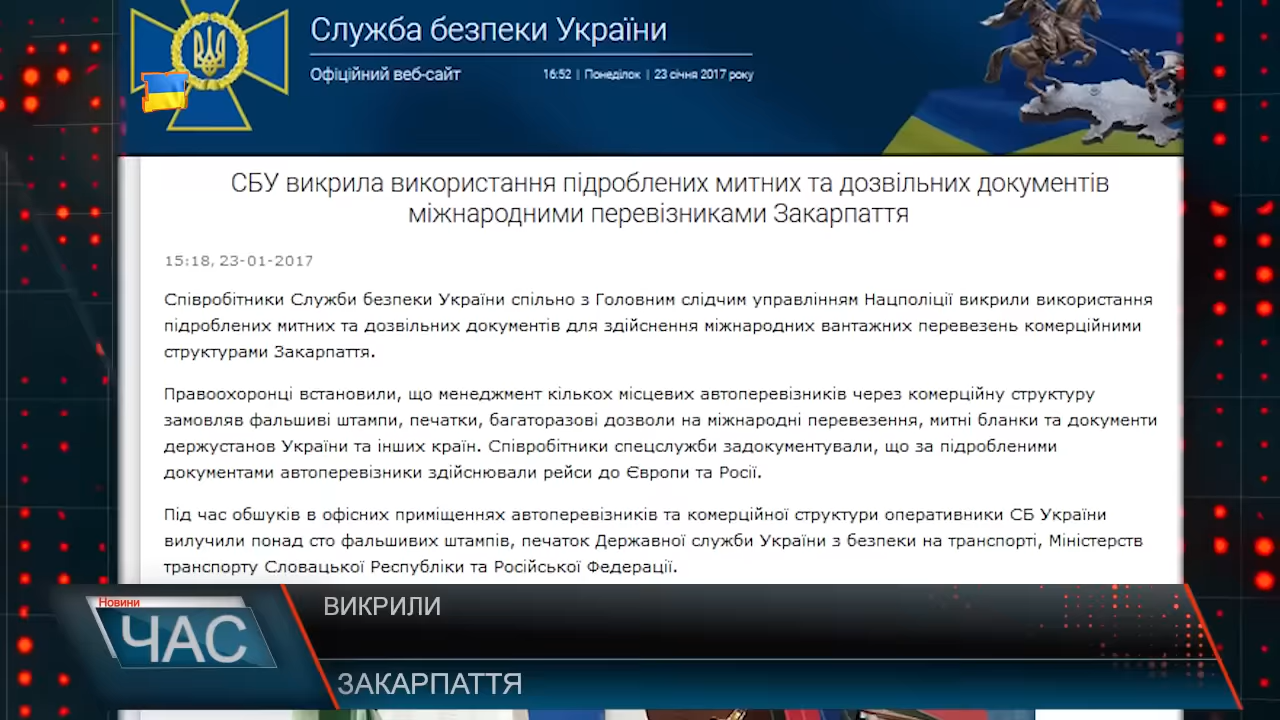 Служба безпеки України
Офіційний веб-сайт
16:52 | Понеділок | 23 січня 2017 року
СБУ викрила використання підроблених митних та дозвільних документів
міжнародними перевізниками Закарпаття
15:18, 23-01-2017
Співробітники Служби безпеки України спільно з Головним слідчим управлінням Нацполіції викрили використання
підроблених митних та дозвільних документів для здійснення міжнародних вантажних перевезень комерційними
структурами Закарпаття.
Правоохоронці встановили, що менеджмент кількох місцевих автоперевізників через комерційну структуру
замовляв фальшиві штампи, печатки, багаторазові дозволи на міжнародні перевезення, митні бланки та документи
держустанов України та інших країн. Співробітники спецслужби задокументували, що за підробленими
документами автоперевізники здійснювали рейси до Європи та Росії.
Під час обшуків в офісних приміщеннях автоперевізників та комерційної структури оперативники СБ України
вилучили понад сто фальшивих штампів, печаток Державної служби України з безпеки на транспорті, Міністерств
транспорту Словацької Республіки та Російської Федерації.
Новини
ЧАС
ВИКРИЛИ
ЗАКАРПАТТЯ